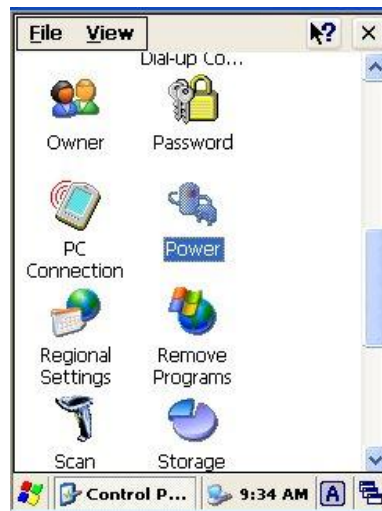 File View ?
Dial-up Co...
Owner Password
PC Connection Power
Regional Settings Remove Programs
Scan Storage
Control P... 9:34 AM A